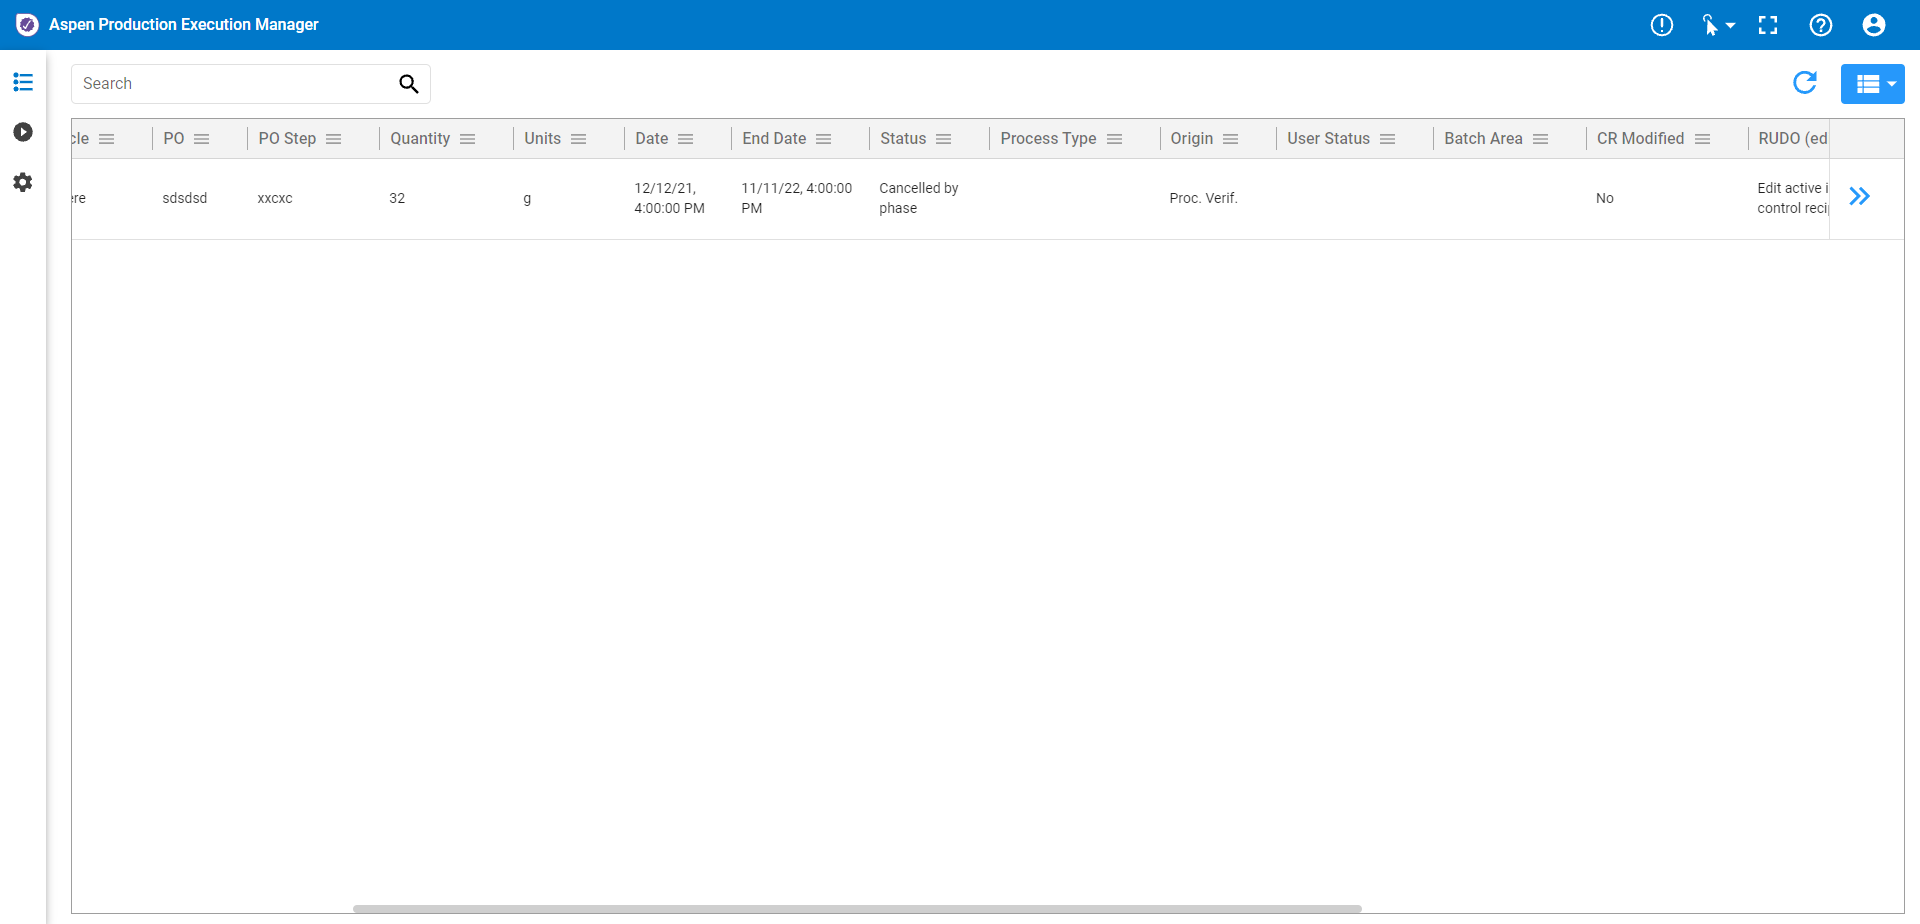 Aspen Production Execution Manager
Search
cle PO PO Step Quantity Units Date End Date Status Process Type Origin User Status Batch Area CR Modified RUDO (ed
ere sdsdsd xxcxc 32 g 12/12/21, 4:00:00 PM 11/11/22, 4:00:00 PM Cancelled by phase Proc. Verif. No Edit active i control reci